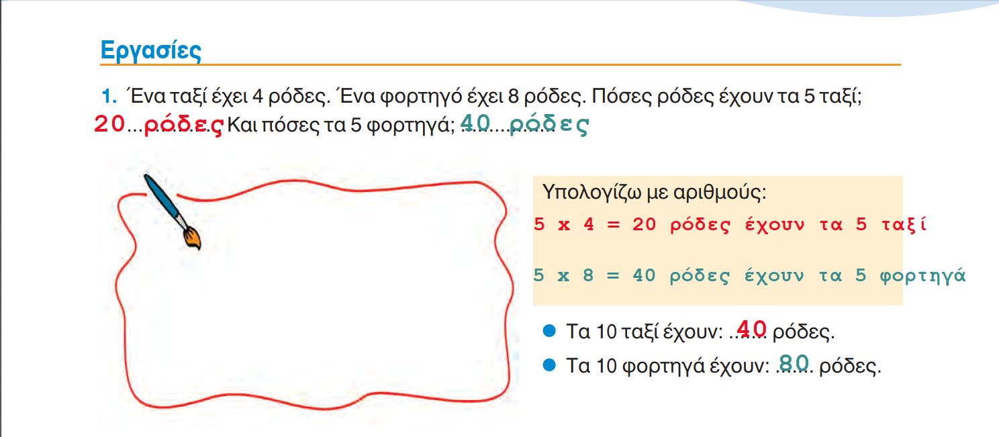 Εργασίες
1. Ένα ταξί έχει 4 ρόδες. Ένα φορτηγό έχει 8 ρόδες. Πόσες ρόδες έχουν τα 5 ταξί;
20...ρόδες Και πόσες τα 5 φορτηγά; 40 ρόδες
Υπολογίζω με αριθμούς:
5 x 4 = 20 ρόδες έχουν τα 5 ταξί
5 x 8 = 40 ρόδες έχουν τα 5 φορτηγά
● Τα 10 ταξί έχουν: 40 ρόδες.
● Τα 10 φορτηγά έχουν: 80 ρόδες.